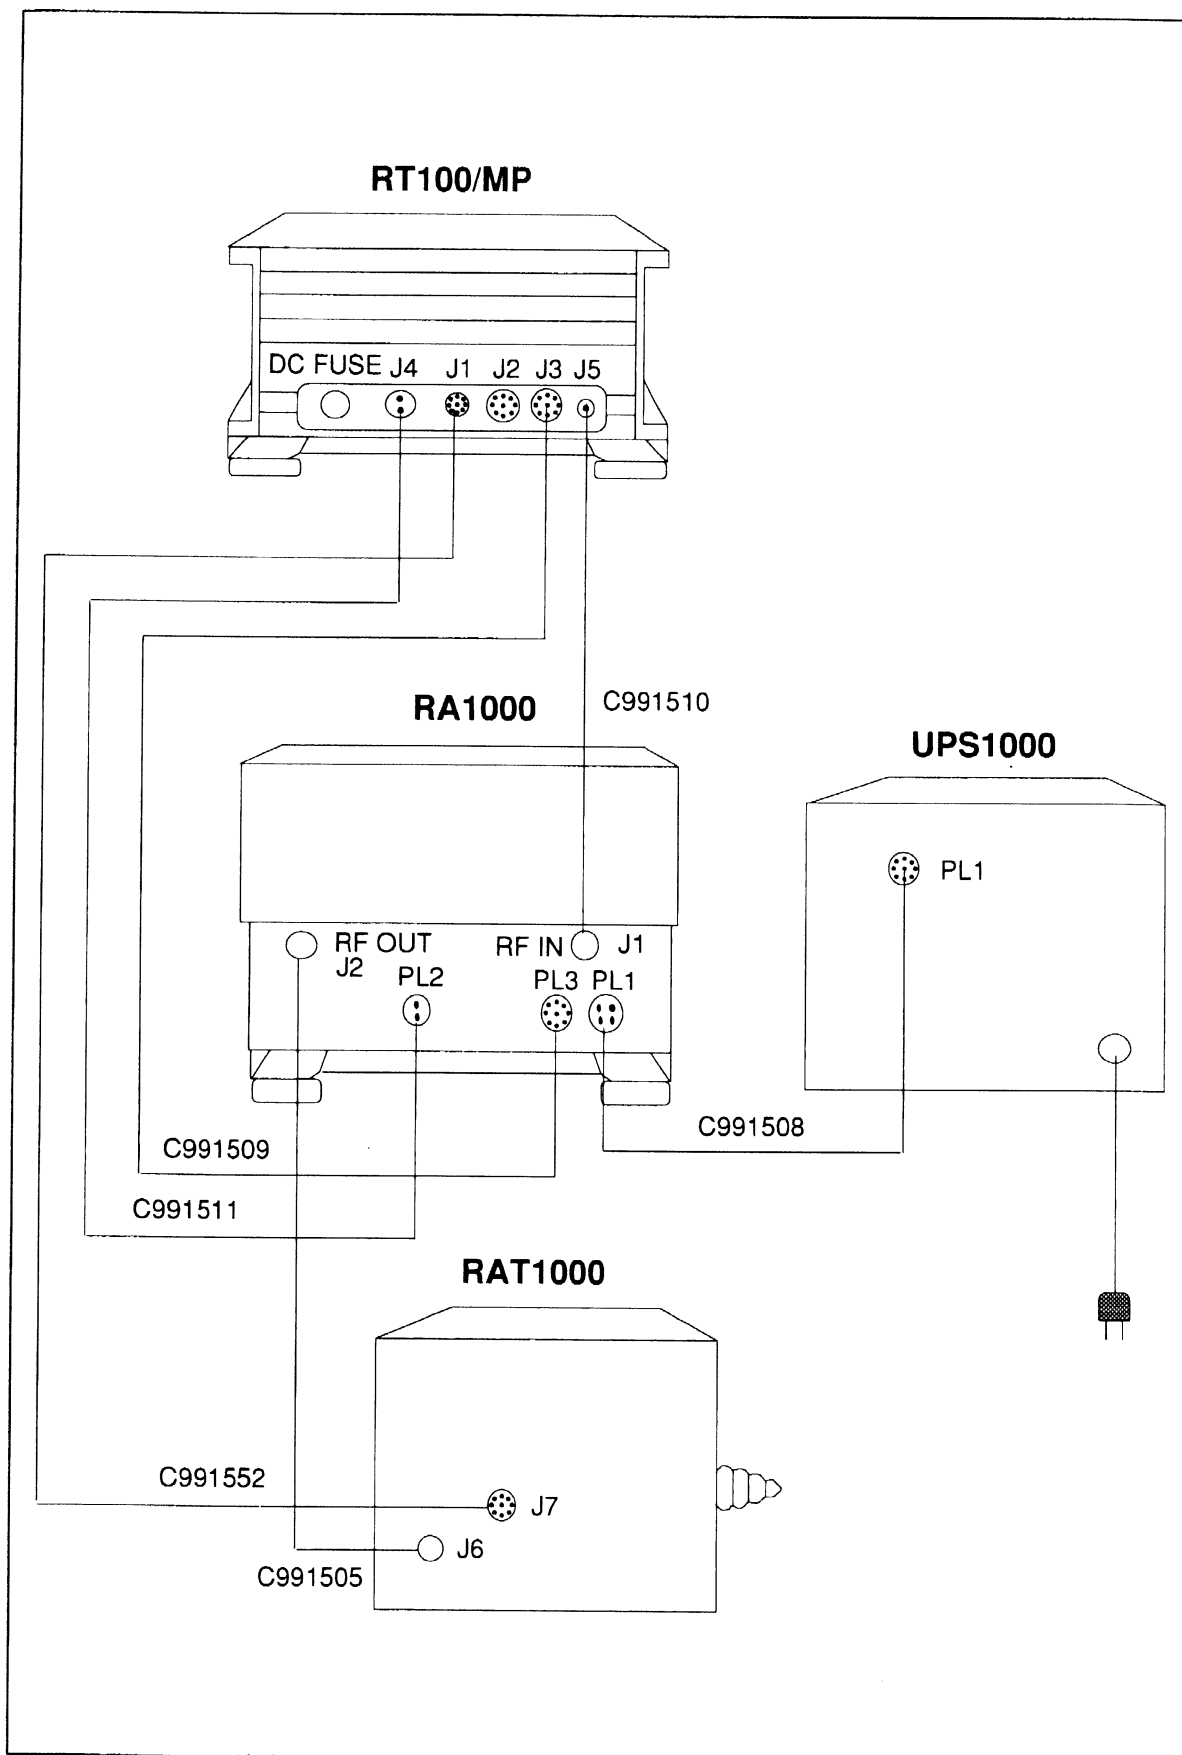 RT100/MP
DC FUSE J4 J1 J2 J3 J5
C991510
RA1000
UPS1000
PL1
RF OUT
J2
RF IN J1
PL2
PL3 PL1
C991508
C991509
C991511
RAT1000
C991552
J7
J6
C991505